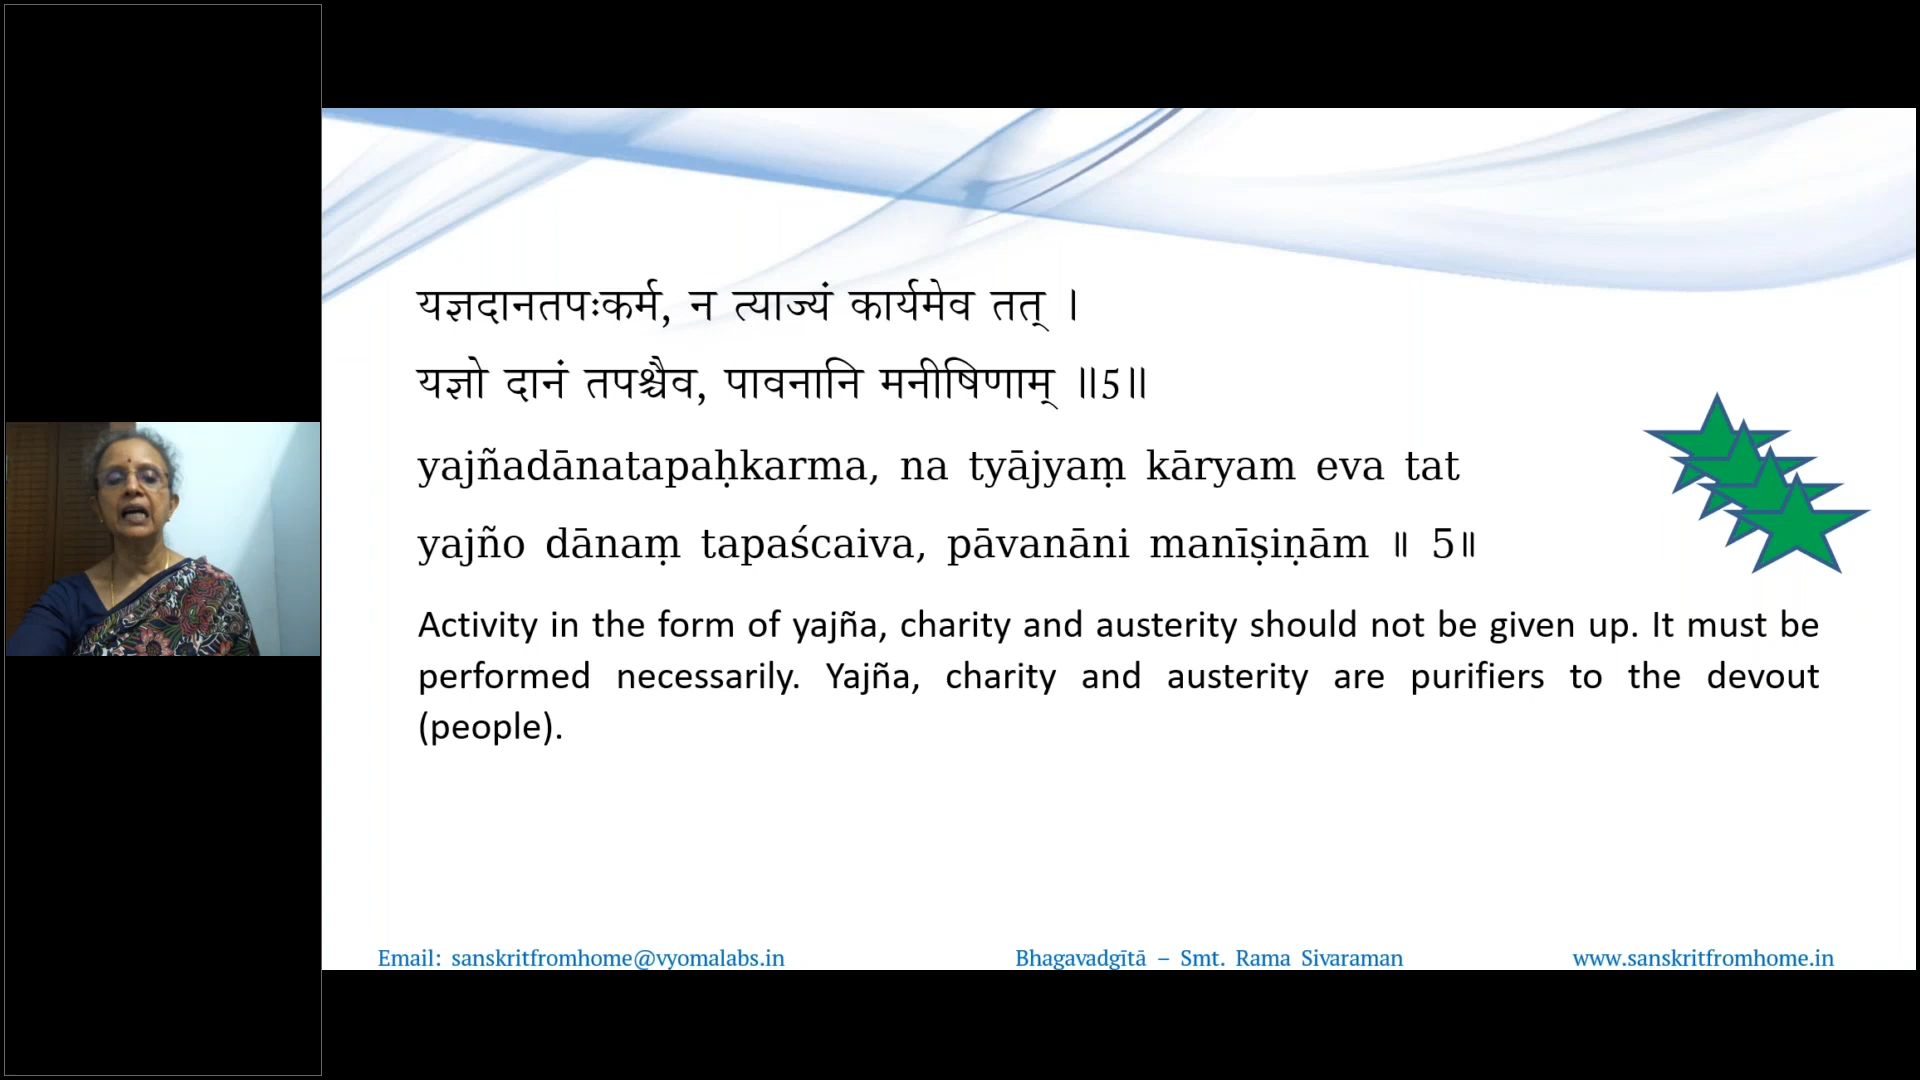 यज्ञदानतपःकर्म, न त्याज्यं कार्यमेव तत् ।
यज्ञो दानं तपश्चैव, पावनानि मनीषिणाम् ॥5॥
yajñadānatapaḥkarma, na tyājyaṃ kāryam eva tat
yajño dānaṃ tapaścaiva, pāvanāni manīṣiṇām ॥ 5॥
Activity in the form of yajña, charity and austerity should not be given up. It must be
performed necessarily. Yajña, charity and austerity are purifiers to the devout
(people).
Email: sanskritfromhome@vyomalabs.in Bhagavadgītā – Smt. Rama Sivaraman www.sanskritfromhome.in